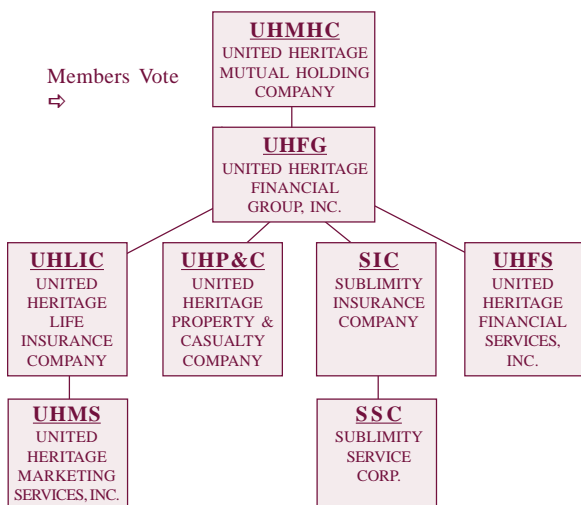 Members Vote
⇨
UHMHC
UNITED HERITAGE
MUTUAL HOLDING
COMPANY
UHFG
UNITED HERITAGE
FINANCIAL
GROUP, INC.
UHLIC
UNITED
HERITAGE
LIFE
INSURANCE
COMPANY
UHP&C
UNITED
HERITAGE
PROPERTY &
CASUALTY
COMPANY
SIC
SUBLIMITY
INSURANCE
COMPANY
UHFS
UNITED
HERITAGE
FINANCIAL
SERVICES,
INC.
UHMS
UNITED
HERITAGE
MARKETING
SERVICES, INC.
SSC
SUBLIMITY
SERVICE
CORP.